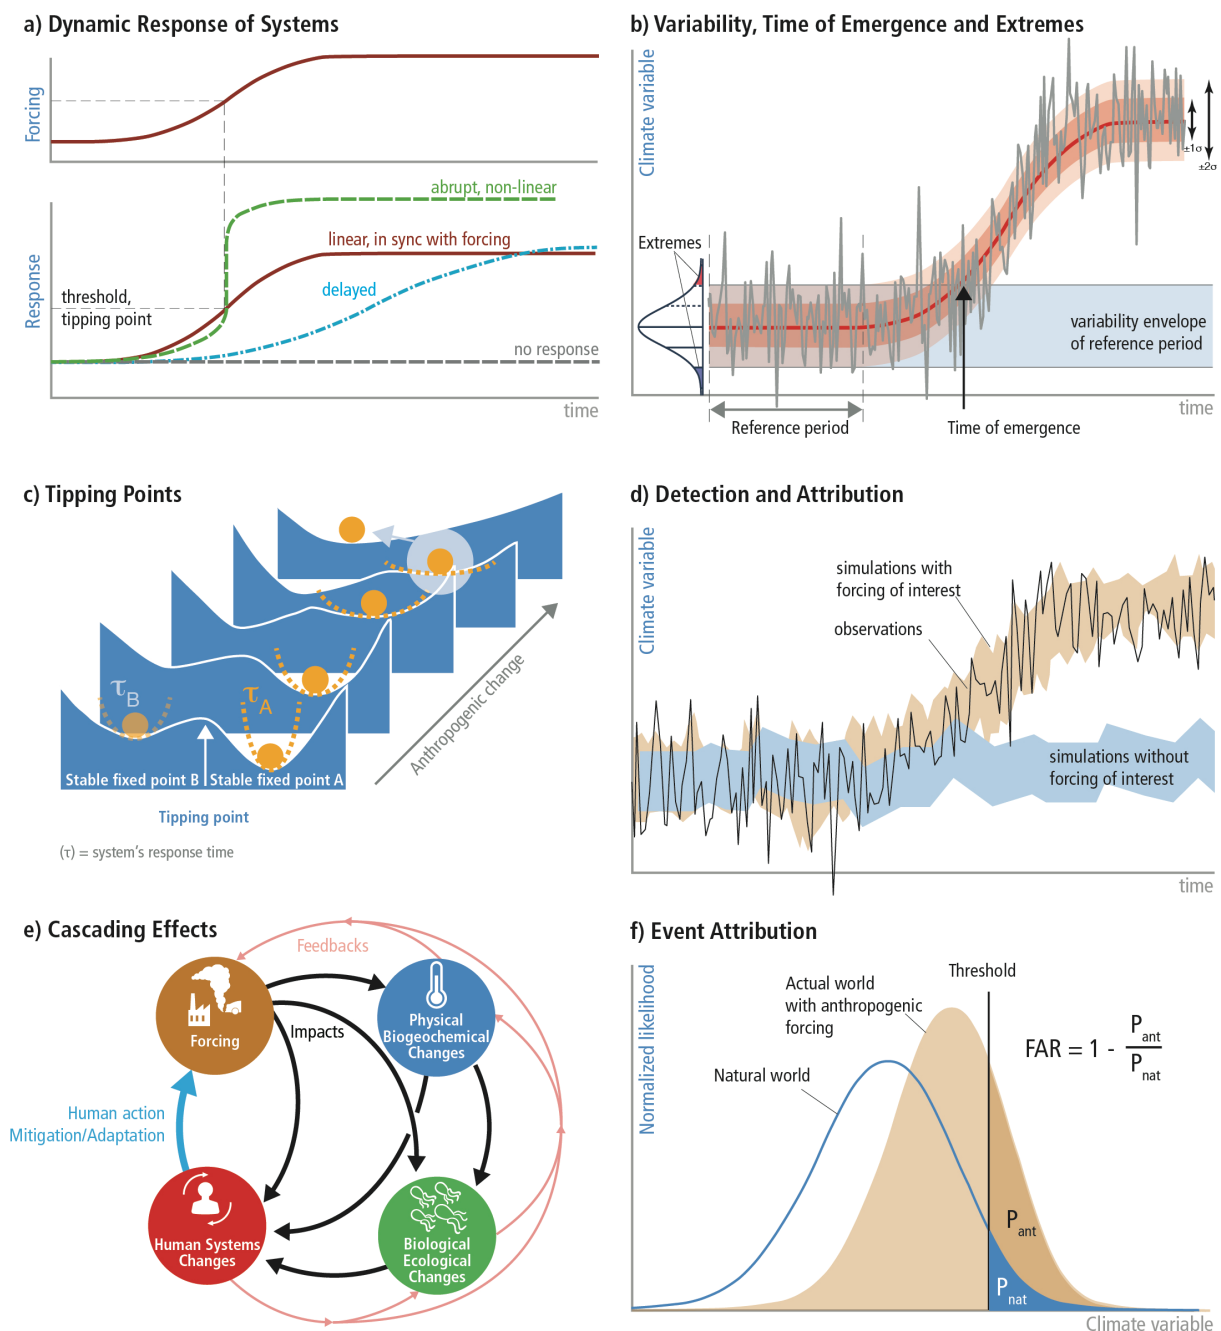 a) Dynamic Response of Systems
Forcing
Response
abrupt, non-linear
linear, in sync with forcing
threshold,
tipping point
delayed
no response
time
b) Variability, Time of Emergence and Extremes
Climate variable
Extremes
±1σ
±2σ
variability envelope
of reference period
time
Reference period
Time of emergence
c) Tipping Points
τB
τA
Stable fixed point B
Stable fixed point A
Anthropogenic change
Tipping point
(τ) = system's response time
d) Detection and Attribution
Climate variable
simulations with
forcing of interest
observations
simulations without
forcing of interest
time
e) Cascading Effects
Feedbacks
Forcing
Impacts
Physical
Biogeochemical
Changes
Human action
Mitigation/Adaptation
Human Systems
Changes
Biological
Ecological
Changes
f) Event Attribution
Normalized likelihood
Threshold
Actual world
with anthropogenic
forcing
Natural world
FAR = 1 - Pant
Pnat
Pant
Pnat
Climate variable